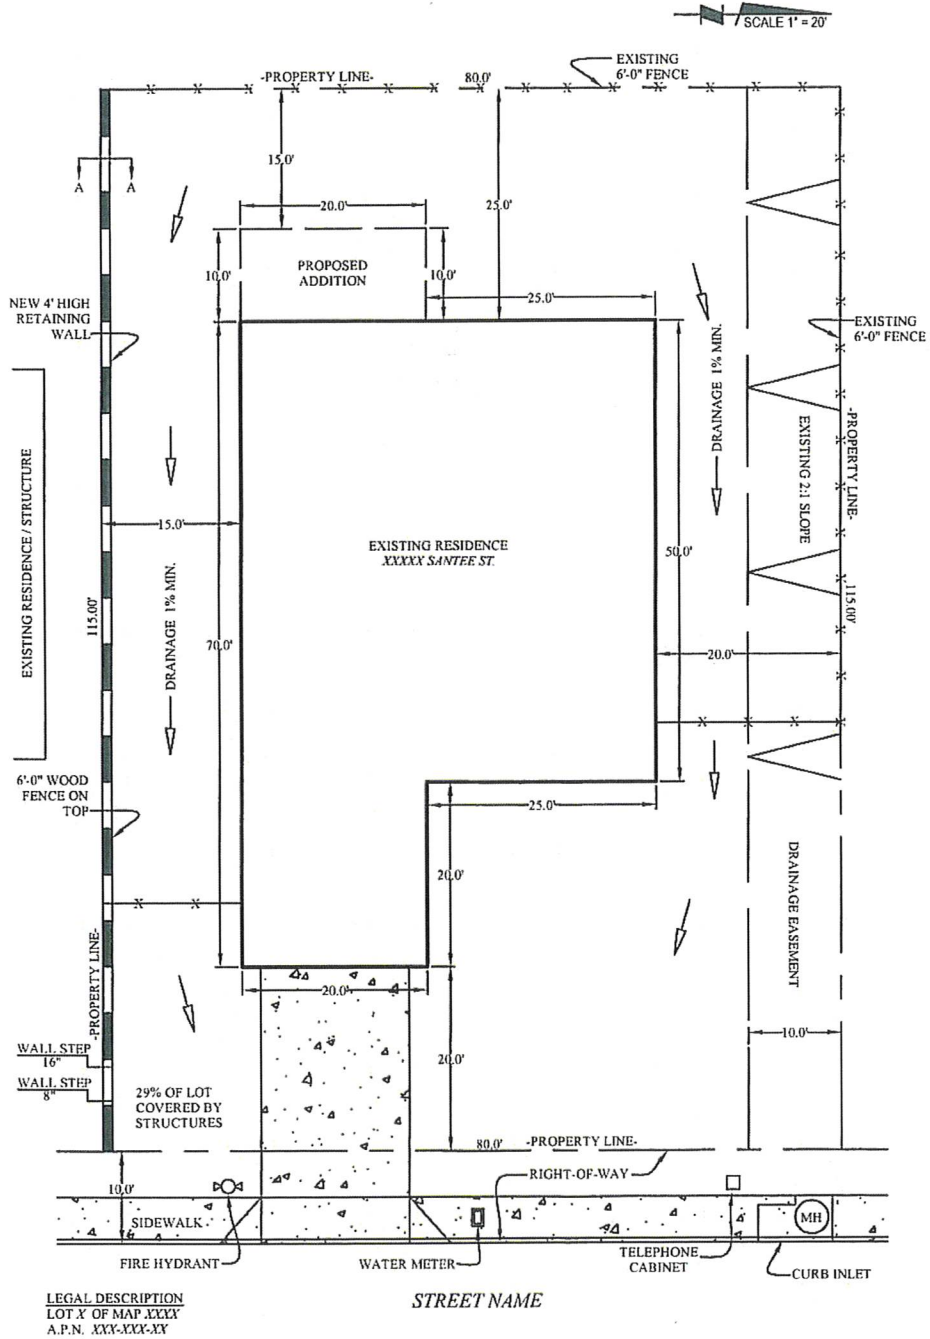 SCALE 1" = 20'
-PROPERTY LINE-
80.0'
EXISTING
6'-0" FENCE
15.0'
A
A
20.0'
25.0'
10.0'
PROPOSED
ADDITION
10.0'
25.0'
NEW 4' HIGH
RETAINING
WALL
EXISTING
6'-0" FENCE
DRAINAGE 1% MIN.
EXISTING 2:1 SLOPE
-PROPERTY LINE-
EXISTING RESIDENCE / STRUCTURE
15.0'
EXISTING RESIDENCE
XXXXX SANTEE ST.
50.0'
115.00'
115.00'
DRAINAGE 1% MIN.
70.0'
20.0'
6'-0" WOOD
FENCE ON
TOP
25.0'
20.0'
DRAINAGE EASEMENT
-PROPERTY LINE-
20.0'
20.0'
10.0'
WALL STEP
16"
WALL STEP
8"
29% OF LOT
COVERED BY
STRUCTURES
80.0'
-PROPERTY LINE-
RIGHT-OF-WAY
10.0'
SIDEWALK
MH
FIRE HYDRANT
WATER METER
TELEPHONE
CABINET
CURB INLET
LEGAL DESCRIPTION
LOT X OF MAP XXXX
A.P.N. XXX-XXX-XX
STREET NAME